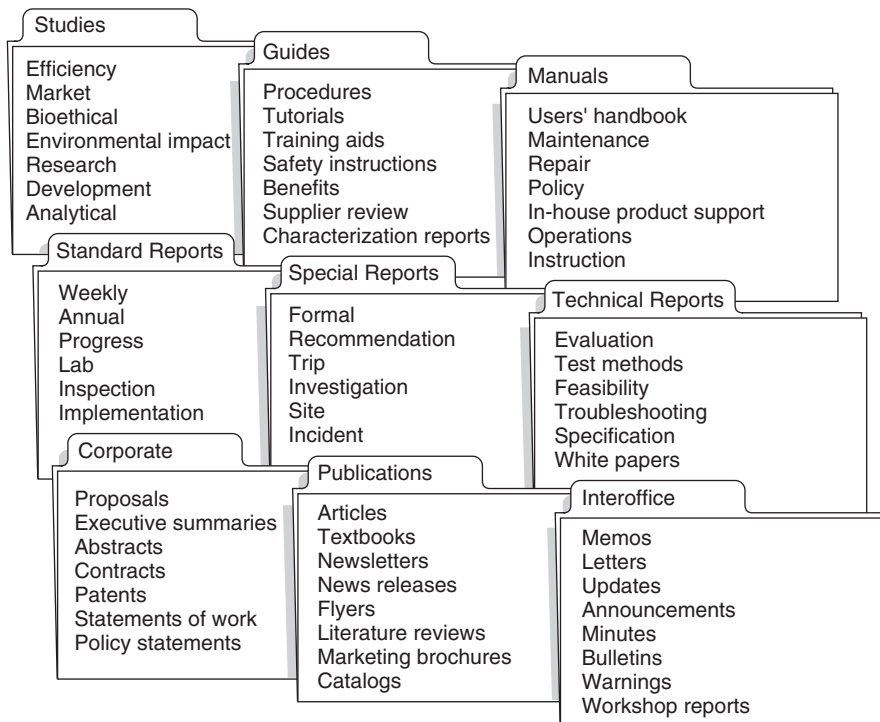 Studies
Efficiency
Market
Bioethical
Environmental impact
Research
Development
Analytical
Guides
Procedures
Tutorials
Training aids
Safety instructions
Benefits
Supplier review
Characterization reports
Manuals
Users' handbook
Maintenance
Repair
Policy
In-house product support
Operations
Instruction
Standard Reports
Weekly
Annual
Progress
Lab
Inspection
Implementation
Special Reports
Formal
Recommendation
Trip
Investigation
Site
Incident
Technical Reports
Evaluation
Test methods
Feasibility
Troubleshooting
Specification
White papers
Corporate
Proposals
Executive summaries
Abstracts
Contracts
Patents
Statements of work
Policy statements
Publications
Articles
Textbooks
Newsletters
News releases
Flyers
Literature reviews
Marketing brochures
Catalogs
Interoffice
Memos
Letters
Updates
Announcements
Minutes
Bulletins
Warnings
Workshop reports